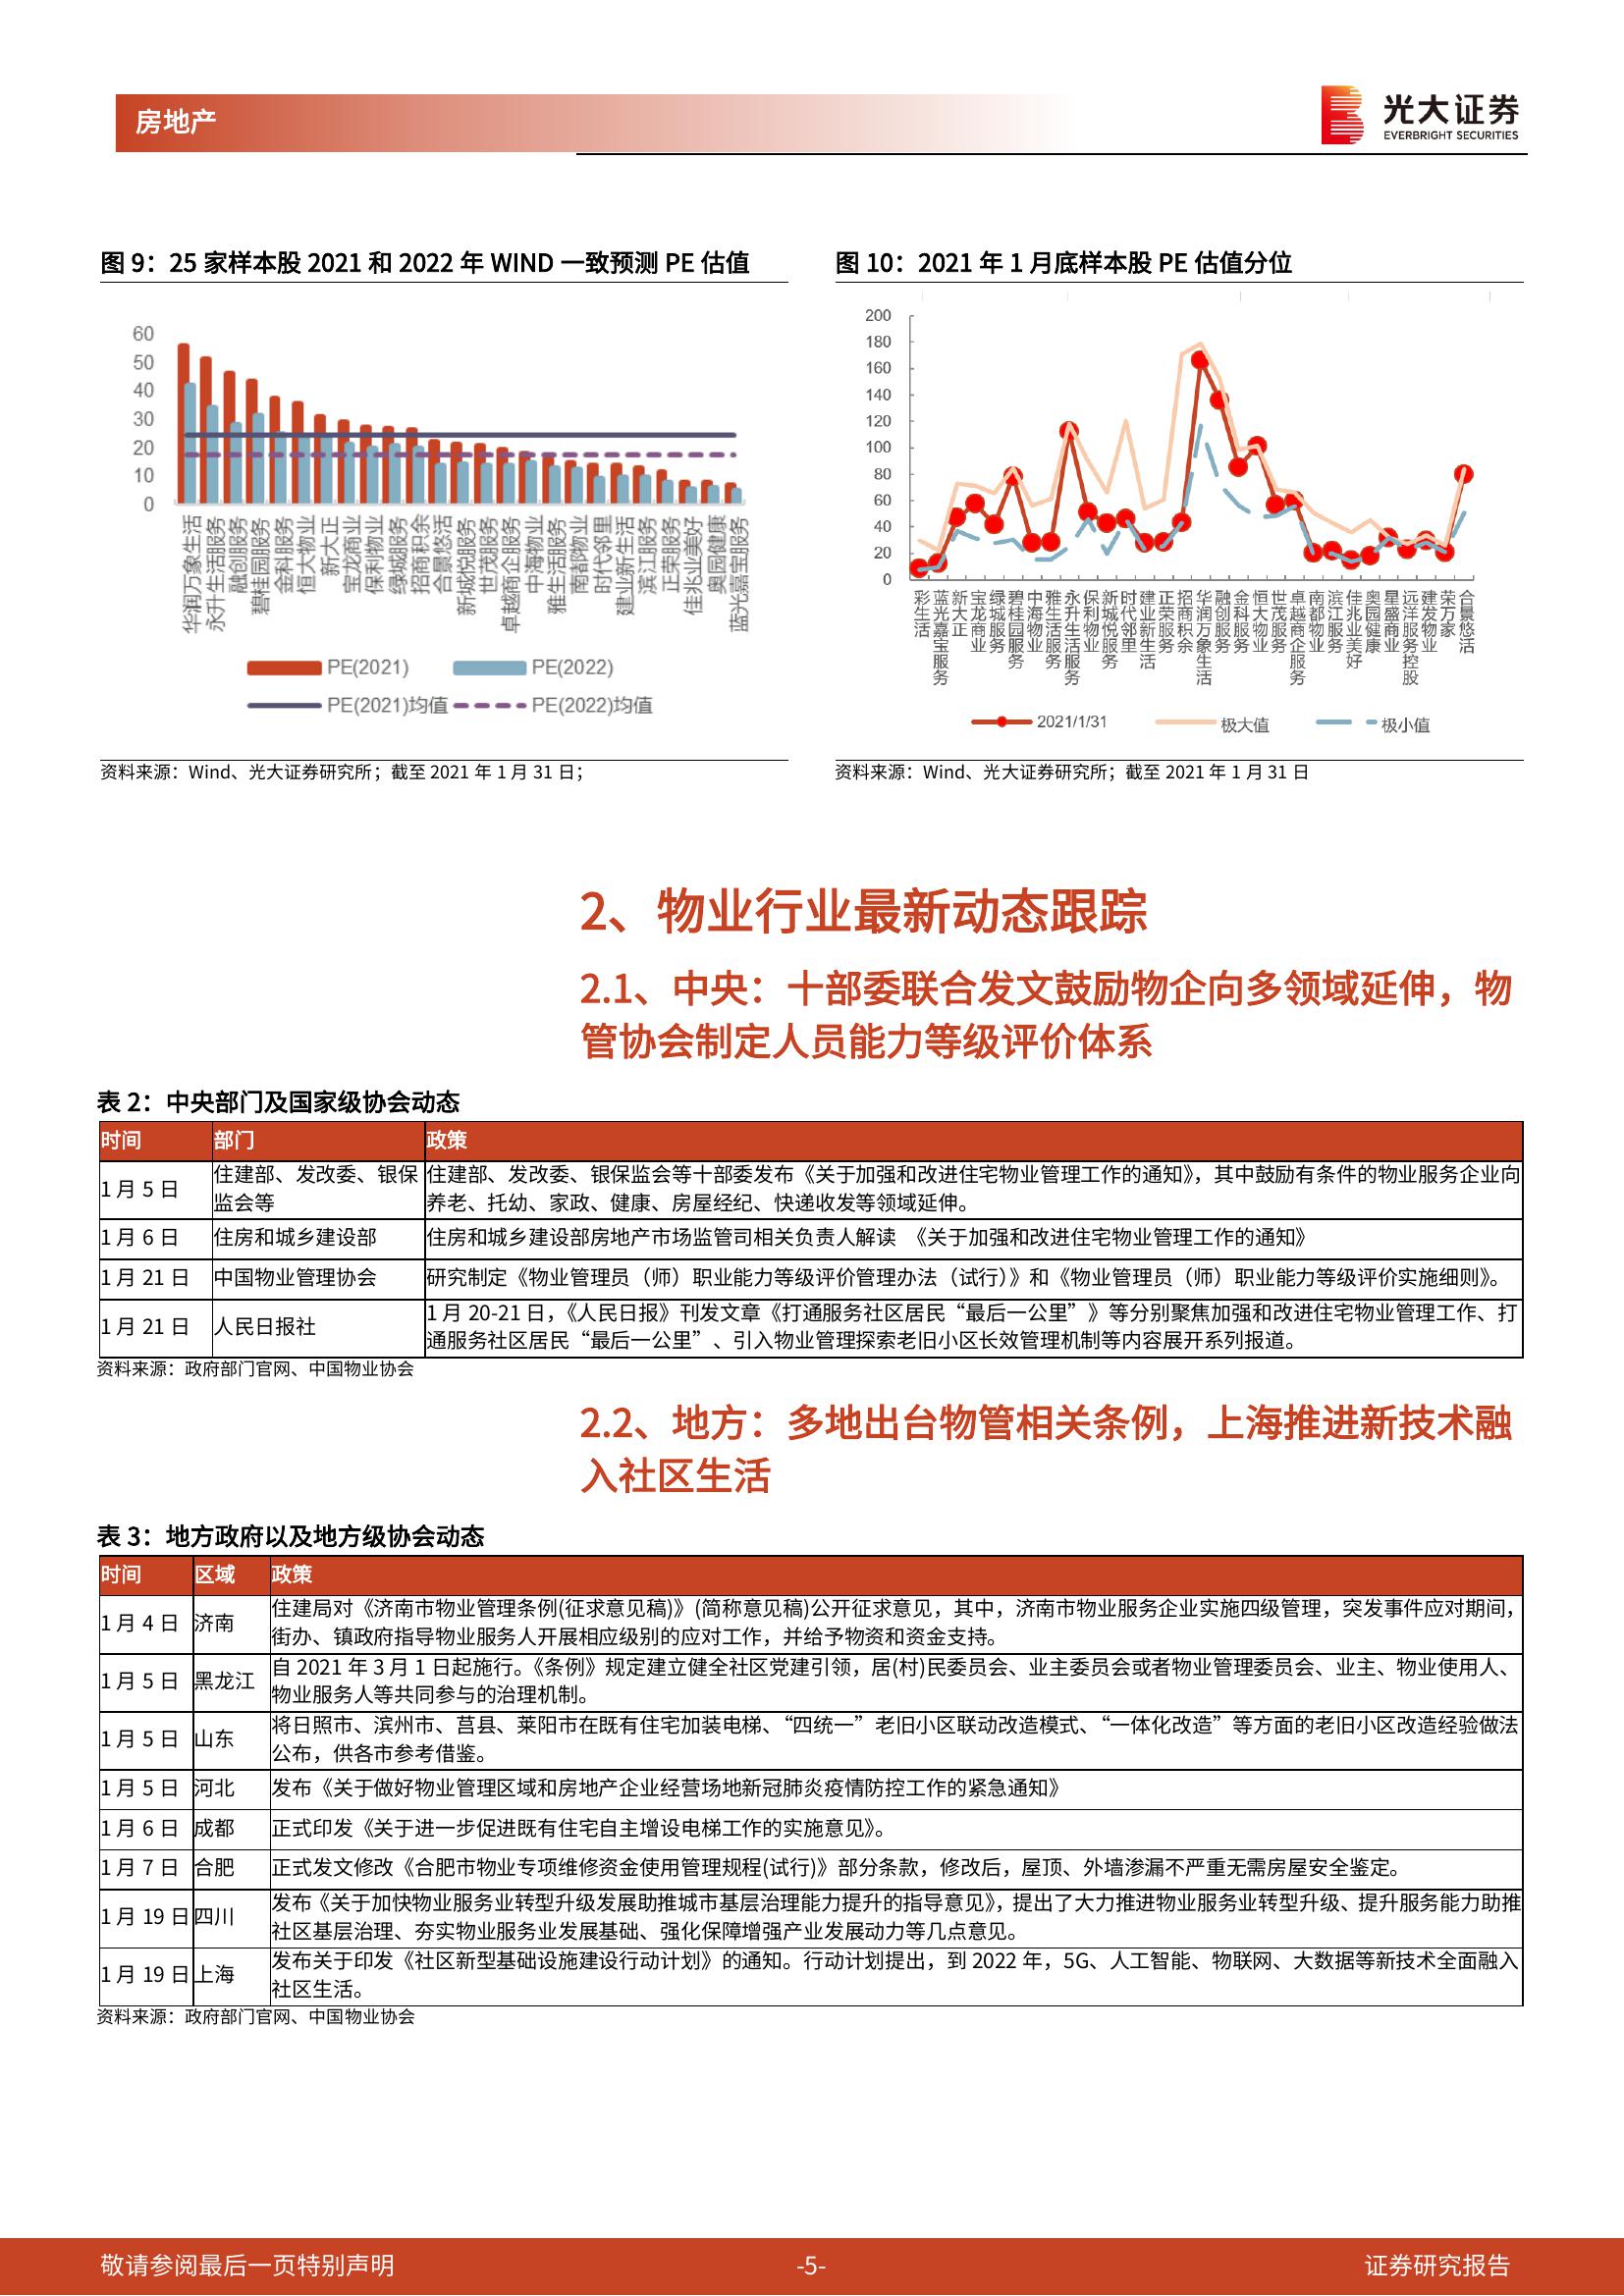 房地产
光大证券
EVERBRIGHT SECURITIES
图 9：25 家样本股 2021 和 2022 年 WIND 一致预测 PE 估值
60
50
40
30
20
10
0
华润万象生活
永升生活服务
融创服务
碧桂园服务
金科服务
恒大物业
新大正
宝龙商业
保利物业
绿城服务
招商积余
合景悠活
新城悦服务
世茂服务
卓越商企服务
中海物业
雅生活服务
南都物业
时代邻里
建业新生活
滨江服务
正荣服务
佳兆业美好
奥园健康
蓝光嘉宝服务
PE(2021)
PE(2022)
PE(2021)均值
PE(2022)均值
资料来源：Wind、光大证券研究所；截至 2021 年 1 月 31 日；
图 10：2021 年 1 月底样本股 PE 估值分位
200
180
160
140
120
100
80
60
40
20
0
彩生活
蓝光嘉宝服务
新大正
宝龙商业
绿城服务
碧桂园服务
中海物业
雅生活服务
永升生活服务
保利物业
新城悦服务
时代邻里
建业新生活
正荣服务
招商积余
华润万象生活
融创服务
金科服务
恒大物业
世茂服务
卓越商企服务
南都物业
滨江服务
佳兆业美好
奥园健康
星盛商业
远洋服务控股
建发物业
荣万家
合景悠活
2021/1/31
极大值
极小值
资料来源：Wind、光大证券研究所；截至 2021 年 1 月 31 日
2、物业行业最新动态跟踪
2.1、中央：十部委联合发文鼓励物企向多领域延伸，物
管协会制定人员能力等级评价体系
表 2：中央部门及国家级协会动态
时间 部门 政策
1 月 5 日 住建部、发改委、银保
监会等
住建部、发改委、银保监会等十部委发布《关于加强和改进住宅物业管理工作的通知》，其中鼓励有条件的物业服务企业向
养老、托幼、家政、健康、房屋经纪、快递收发等领域延伸。
1 月 6 日 住房和城乡建设部 住房和城乡建设部房地产市场监管司相关负责人解读 《关于加强和改进住宅物业管理工作的通知》
1 月 21 日 中国物业管理协会 研究制定《物业管理员（师）职业能力等级评价管理办法（试行）》和《物业管理员（师）职业能力等级评价实施细则》。
1 月 21 日 人民日报社
1 月 20-21 日，《人民日报》刊发文章《打通服务社区居民“最后一公里”》等分别聚焦加强和改进住宅物业管理工作、打
通服务社区居民“最后一公里”、引入物业管理探索老旧小区长效管理机制等内容展开系列报道。
资料来源：政府部门官网、中国物业协会
2.2、地方：多地出台物管相关条例，上海推进新技术融
入社区生活
表 3：地方政府以及地方级协会动态
时间 区域 政策
1 月 4 日 济南
住建局对《济南市物业管理条例(征求意见稿)》(简称意见稿)公开征求意见，其中，济南市物业服务企业实施四级管理，突发事件应对期间，
街办、镇政府指导物业服务人开展相应级别的应对工作，并给予物资和资金支持。
1 月 5 日 黑龙江
自 2021 年 3 月 1 日起施行。《条例》规定建立健全社区党建引领，居(村)民委员会、业主委员会或者物业管理委员会、业主、物业使用人、
物业服务人等共同参与的治理机制。
1 月 5 日 山东
将日照市、滨州市、莒县、莱阳市在既有住宅加装电梯、“四统一”老旧小区联动改造模式、“一体化改造”等方面的老旧小区改造经验做法
公布，供各市参考借鉴。
1 月 5 日 河北 发布《关于做好物业管理区域和房地产企业经营场地新冠肺炎疫情防控工作的紧急通知》
1 月 6 日 成都 正式印发《关于进一步促进既有住宅自主增设电梯工作的实施意见》。
1 月 7 日 合肥 正式发文修改《合肥市物业专项维修资金使用管理规程(试行)》部分条款，修改后，屋顶、外墙渗漏不严重无需房屋安全鉴定。
1 月 19 日 四川
发布《关于加快物业服务业转型升级发展助推城市基层治理能力提升的指导意见》，提出了大力推进物业服务业转型升级、提升服务能力助推
社区基层治理、夯实物业服务业发展基础、强化保障增强产业发展动力等几点意见。
1 月 19 日 上海
发布关于印发《社区新型基础设施建设行动计划》的通知。行动计划提出，到 2022 年，5G、人工智能、物联网、大数据等新技术全面融入
社区生活。
资料来源：政府部门官网、中国物业协会
敬请参阅最后一页特别声明
-5-
证券研究报告